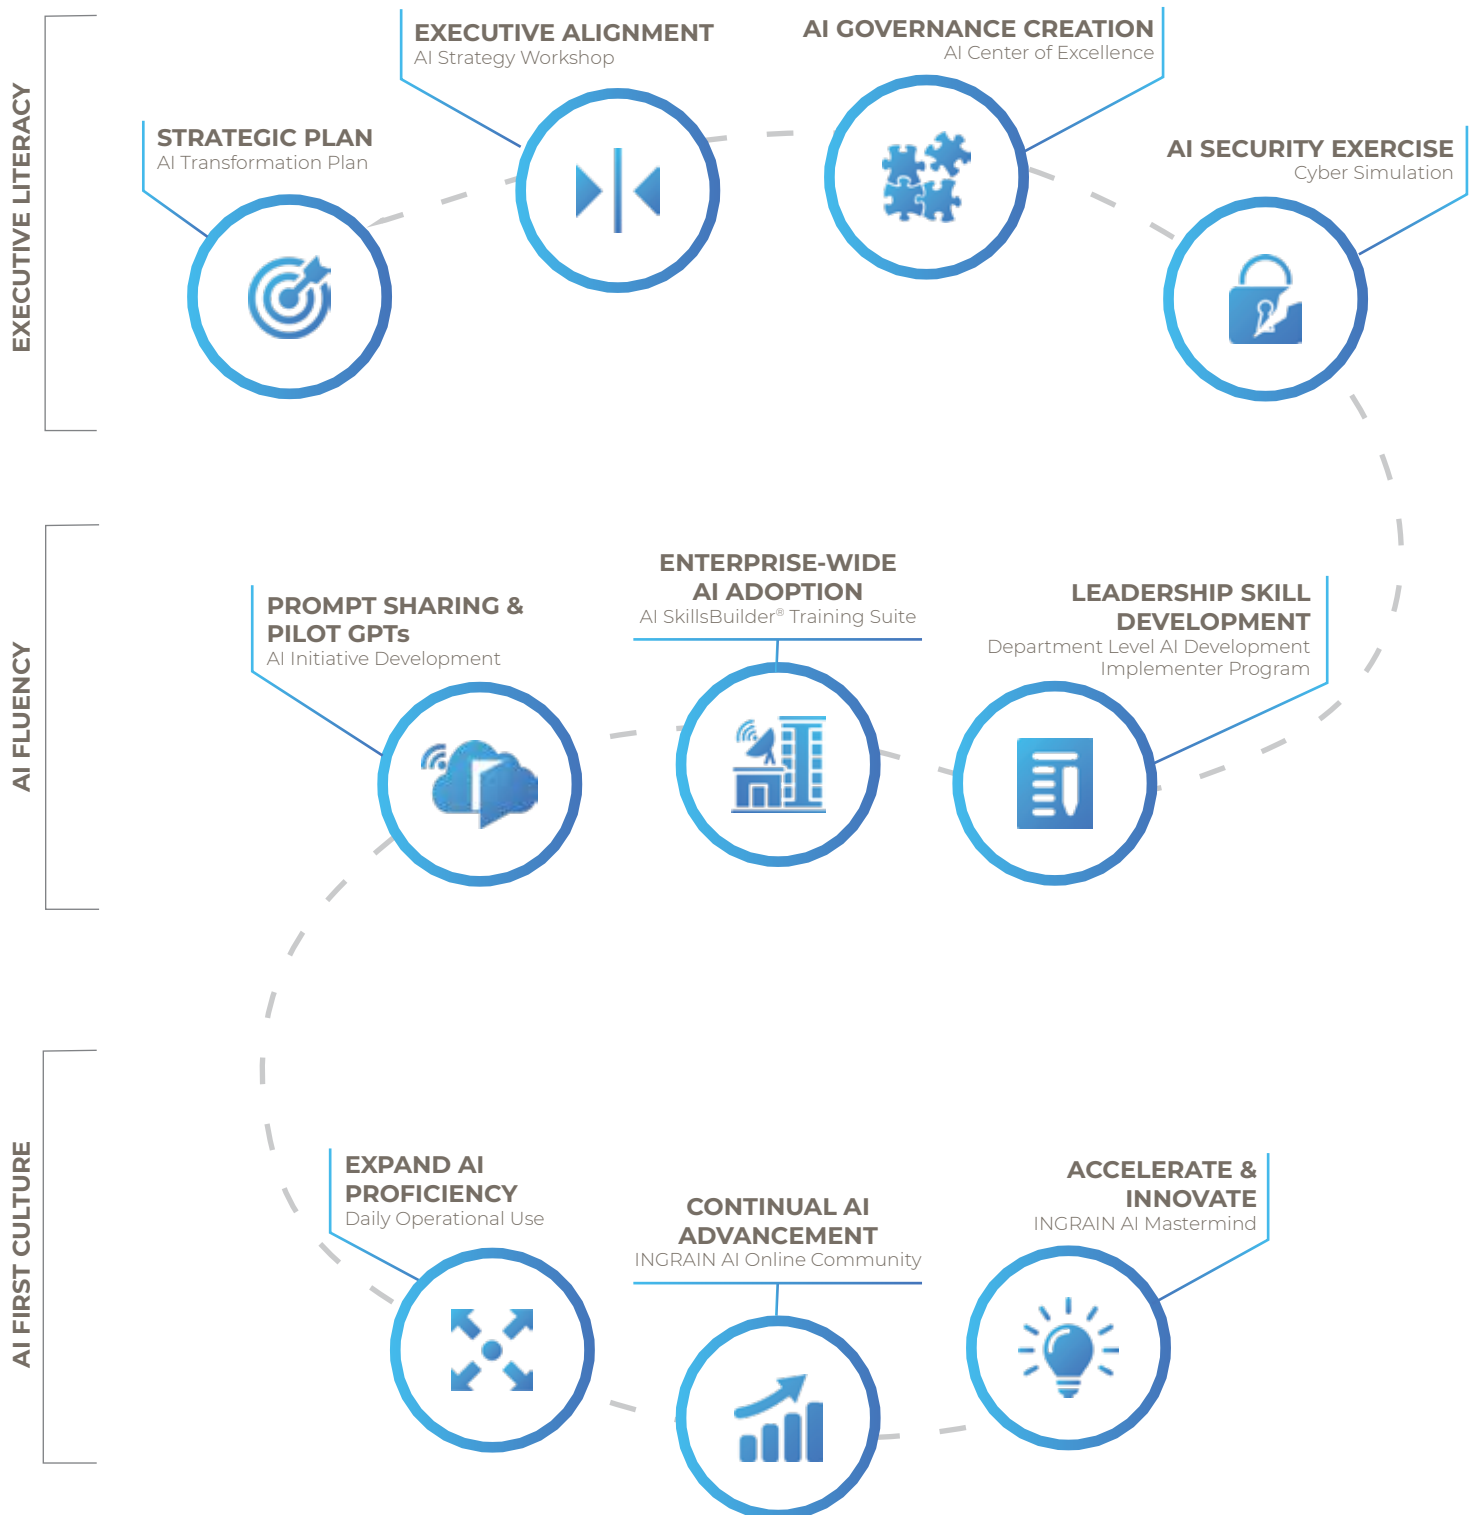 EXECUTIVE LITERACY
STRATEGIC PLAN
AI Transformation Plan
EXECUTIVE ALIGNMENT
AI Strategy Workshop
AI GOVERNANCE CREATION
AI Center of Excellence
AI SECURITY EXERCISE
Cyber Simulation
AI FLUENCY
PROMPT SHARING &
PILOT GPTs
AI Initiative Development
ENTERPRISE-WIDE
AI ADOPTION
AI SkillsBuilder® Training Suite
LEADERSHIP SKILL
DEVELOPMENT
Department Level AI Development
Implementer Program
AI FIRST CULTURE
EXPAND AI
PROFICIENCY
Daily Operational Use
CONTINUAL AI
ADVANCEMENT
INGRAIN AI Online Community
ACCELERATE &
INNOVATE
INGRAIN AI Mastermind